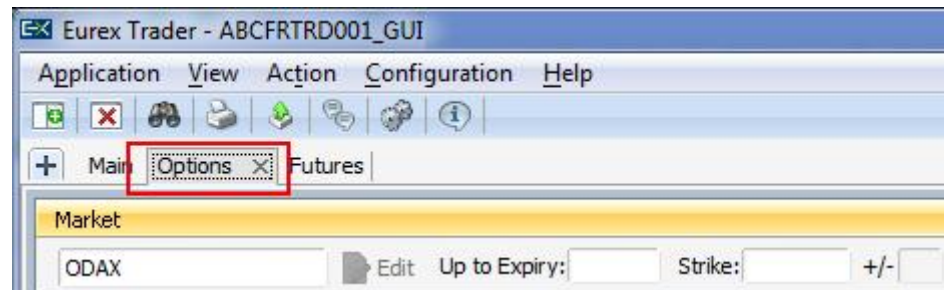 Eurex Trader - ABCFRTRD001_GUI
Application View Action Configuration Help
Main Options Futures
Market
ODAX Edit Up to Expiry: Strike: +/-